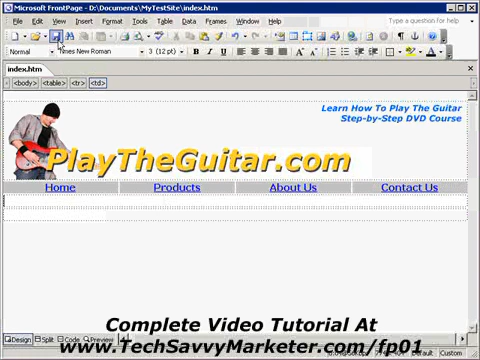 Microsoft FrontPage - D:\Documents\MyTestSite\index.htm
File Edit View Insert Format Tools Table Data Frames Window Help
Type a question for help
Normal Times New Roman 3 (12 pt) B I U
index.htm
<body> <table> <tr> <td>
Learn How To Play The Guitar
Step-by-Step DVD Course
PlayTheGuitar.com
Home Products About Us Contact Us
Design Split Code Preview
Default Custom
Complete Video Tutorial At
www.TechSavvyMarketer.com/fp01